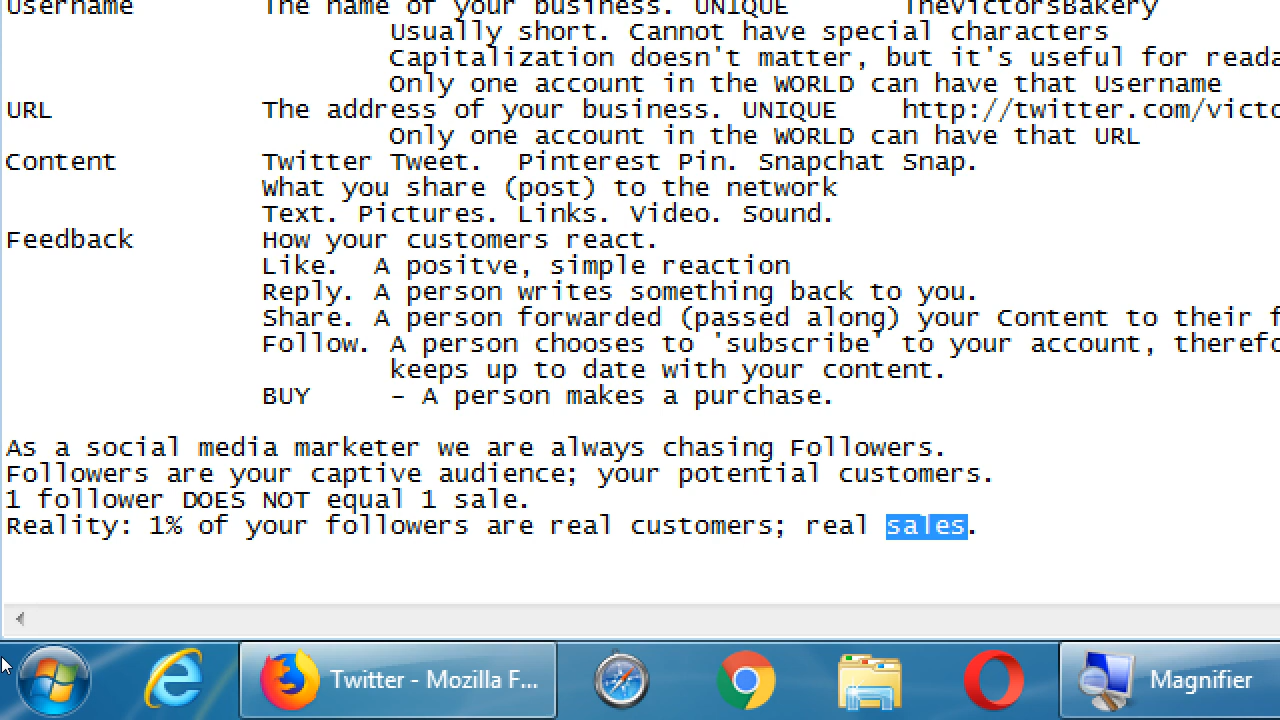 Username The name of your business. UNIQUE TheVictorsBakery
Usually short. Cannot have special characters
Capitalization doesn't matter, but it's useful for reada
Only one account in the WORLD can have that Username
URL The address of your business. UNIQUE http://twitter.com/victo
Only one account in the WORLD can have that URL
Content Twitter Tweet. Pinterest Pin. Snapchat Snap.
What you share (post) to the network
Text. Pictures. Links. Video. Sound.
Feedback How your customers react.
Like. A positve, simple reaction
Reply. A person writes something back to you.
Share. A person forwarded (passed along) your Content to their f
Follow. A person chooses to 'subscribe' to your account, therefo
keeps up to date with your content.
BUY - A person makes a purchase.
As a social media marketer we are always chasing Followers.
Followers are your captive audience; your potential customers.
1 follower DOES NOT equal 1 sale.
Reality: 1% of your followers are real customers; real sales.
Twitter - Mozilla F... Magnifier